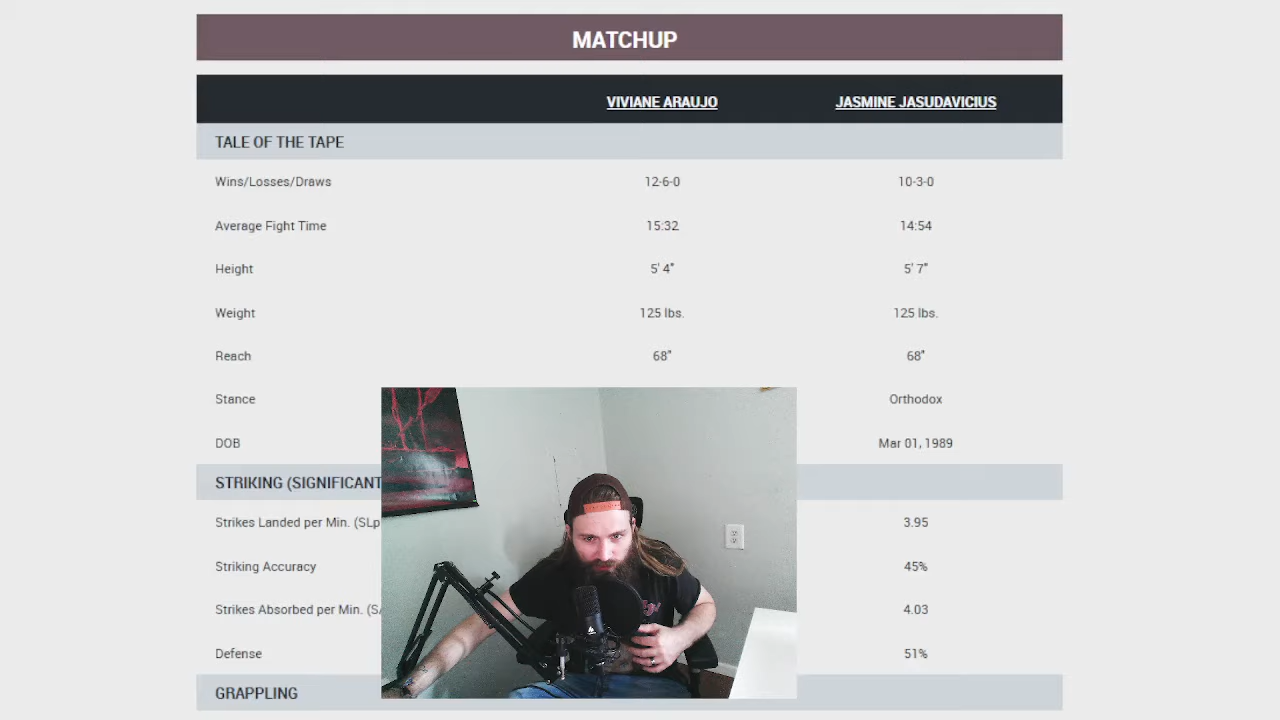 MATCHUP
VIVIANE ARAUJO JASMINE JASUDAVICIUS
TALE OF THE TAPE
Wins/Losses/Draws 12-6-0 10-3-0
Average Fight Time 15:32 14:54
Height 5' 4" 5' 7"
Weight 125 lbs. 125 lbs.
Reach 68" 68"
Stance Orthodox
DOB Mar 01, 1989
STRIKING (SIGNIFICANT
Strikes Landed per Min. (SLp 3.95
Striking Accuracy 45%
Strikes Absorbed per Min. (SA 4.03
Defense 51%
GRAPPLING